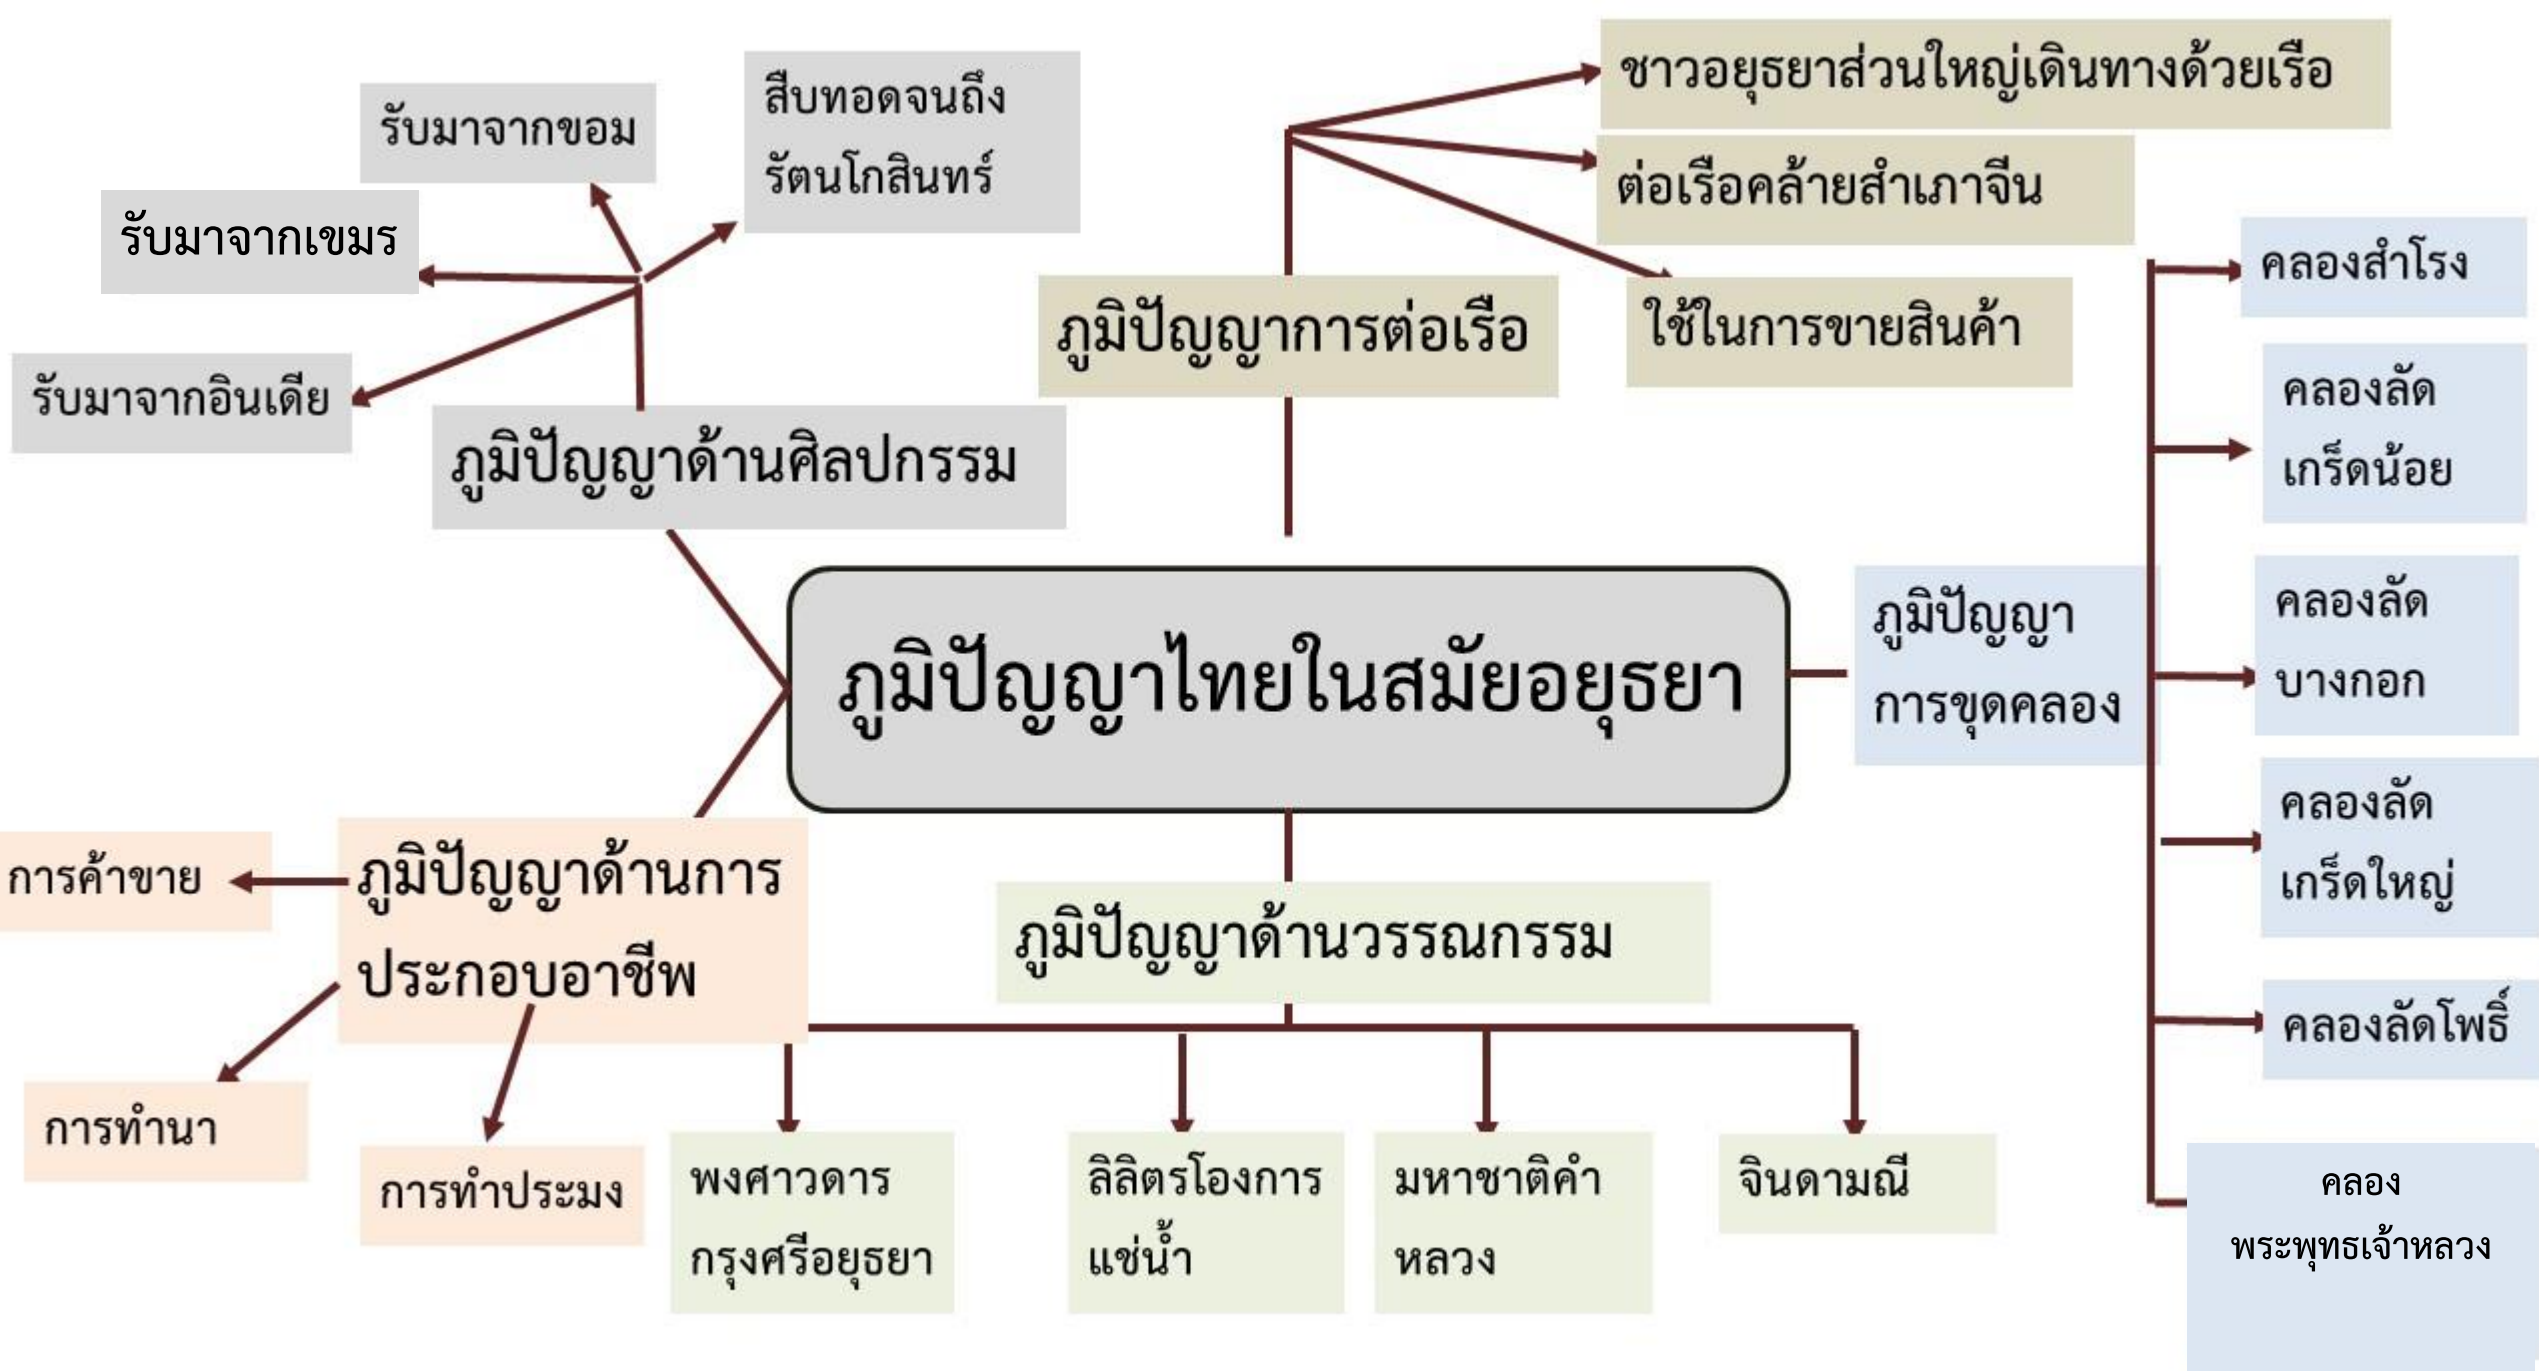 สืบทอดจนถึง
รัตนโกสินทร์
รับมาจากขอม
รับมาจากเขมร
รับมาจากอินเดีย
ภูมิปัญญาด้านศิลปกรรม
ชาวอยุธยาส่วนใหญ่เดินทางด้วยเรือ
ต่อเรือคล้ายสำเภาจีน
ใช้ในการขายสินค้า
ภูมิปัญญาการต่อเรือ
ภูมิปัญญาไทยในสมัยอยุธยา
ภูมิปัญญา
การขุดคลอง
คลองสำโรง
คลองลัด
เกร็ดน้อย
คลองลัด
บางกอก
คลองลัด
เกร็ดใหญ่
คลองลัดโพธิ์
คลอง
พระพุทธเจ้าหลวง
ภูมิปัญญาด้านการ
ประกอบอาชีพ
การค้าขาย
การทำนา
การทำประมง
ภูมิปัญญาด้านวรรณกรรม
พงศาวดาร
กรุงศรีอยุธยา
ลิลิตรโองการ
แช่น้ำ
มหาชาติคำ
หลวง
จินดามณี